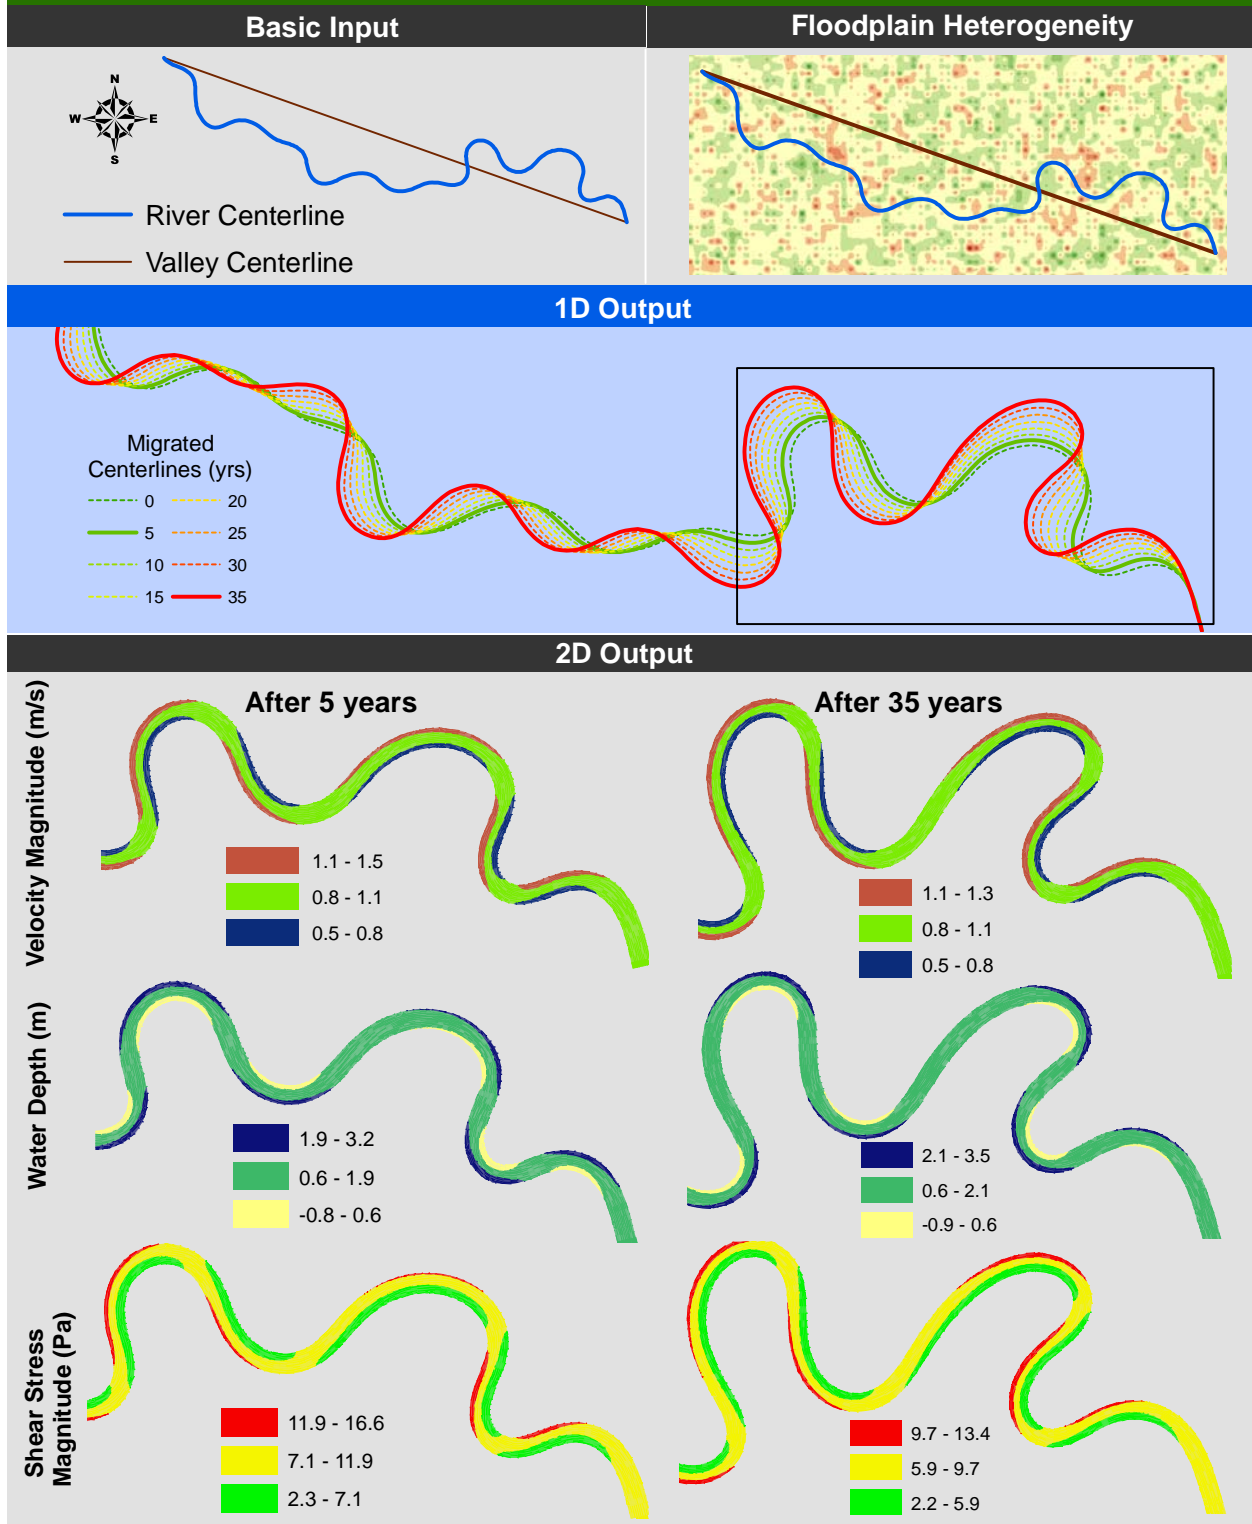 Basic Input
Floodplain Heterogeneity
N
W E
S
River Centerline
Valley Centerline
1D Output
Migrated
Centerlines (yrs)
0 20
5 25
10 30
15 35
2D Output
Velocity Magnitude (m/s)
After 5 years
After 35 years
1.1 - 1.5
0.8 - 1.1
0.5 - 0.8
1.1 - 1.3
0.8 - 1.1
0.5 - 0.8
Water Depth (m)
1.9 - 3.2
0.6 - 1.9
-0.8 - 0.6
2.1 - 3.5
0.6 - 2.1
-0.9 - 0.6
Shear Stress
Magnitude (Pa)
11.9 - 16.6
7.1 - 11.9
2.3 - 7.1
9.7 - 13.4
5.9 - 9.7
2.2 - 5.9